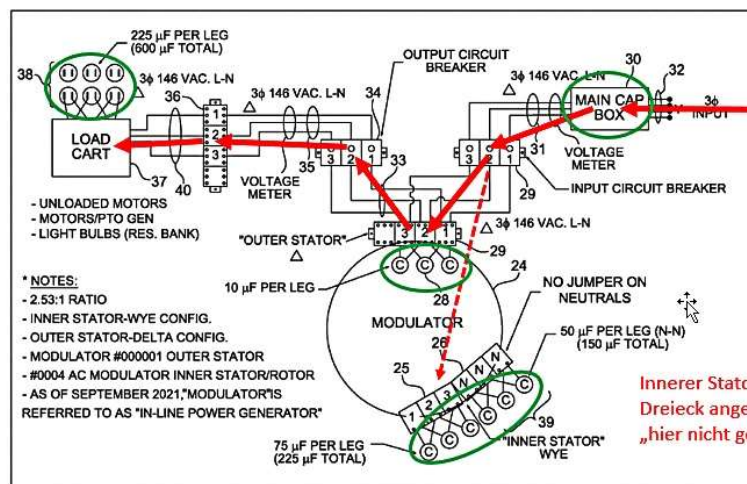 225 µF PER LEG
(600 µF TOTAL)
38
3ϕ 146 VAC. L-N
36
34
OUTPUT CIRCUIT
BREAKER
3ϕ 146 VAC. L-N
30
32
MAIN CAP
BOX
3ϕ
INPUT
1
2
3
LOAD
CART
37
40
35
VOLTAGE
METER
3 2 1
33
3 2 1
31
VOLTAGE
METER
29
INPUT CIRCUIT BREAKER
- UNLOADED MOTORS
- MOTORS/PTO GEN
- LIGHT BULBS (RES. BANK)
"OUTER STATOR"
3 2 1
3ϕ 146 VAC. L-N
29
24
C C C
10 µF PER LEG
28
MODULATOR
NO JUMPER ON
NEUTRALS
* NOTES:
- 2.53:1 RATIO
- INNER STATOR-WYE CONFIG.
- OUTER STATOR-DELTA CONFIG.
- MODULATOR #000001 OUTER STATOR
- #0004 AC MODULATOR INNER STATOR/ROTOR
- AS OF SEPTEMBER 2021,"MODULATOR"IS
REFERRED TO AS "IN-LINE POWER GENERATOR"
25
26
1 2 3 N N N
50 µF PER LEG (N-N)
(150 µF TOTAL)
C C C C C C
39
"INNER STATOR"
WYE
75 µF PER LEG
(225 µF TOTAL)
Innerer
Dreieck
„hier nicht